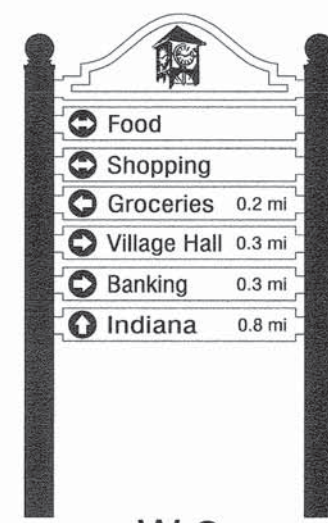 Food
Shopping
Groceries 0.2 mi
Village Hall 0.3 mi
Banking 0.3 mi
Indiana 0.8 mi